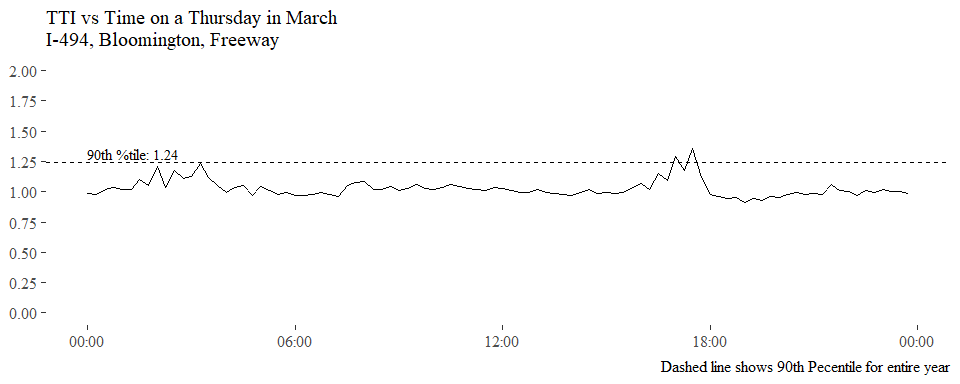 TTI vs Time on a Thursday in March
I-494, Bloomington, Freeway
2.00
1.75
1.50
90th %tile: 1.24
1.25
1.00
0.75
0.50
0.25
0.00
00:00 06:00 12:00 18:00 00:00
Dashed line shows 90th Pecentile for entire year